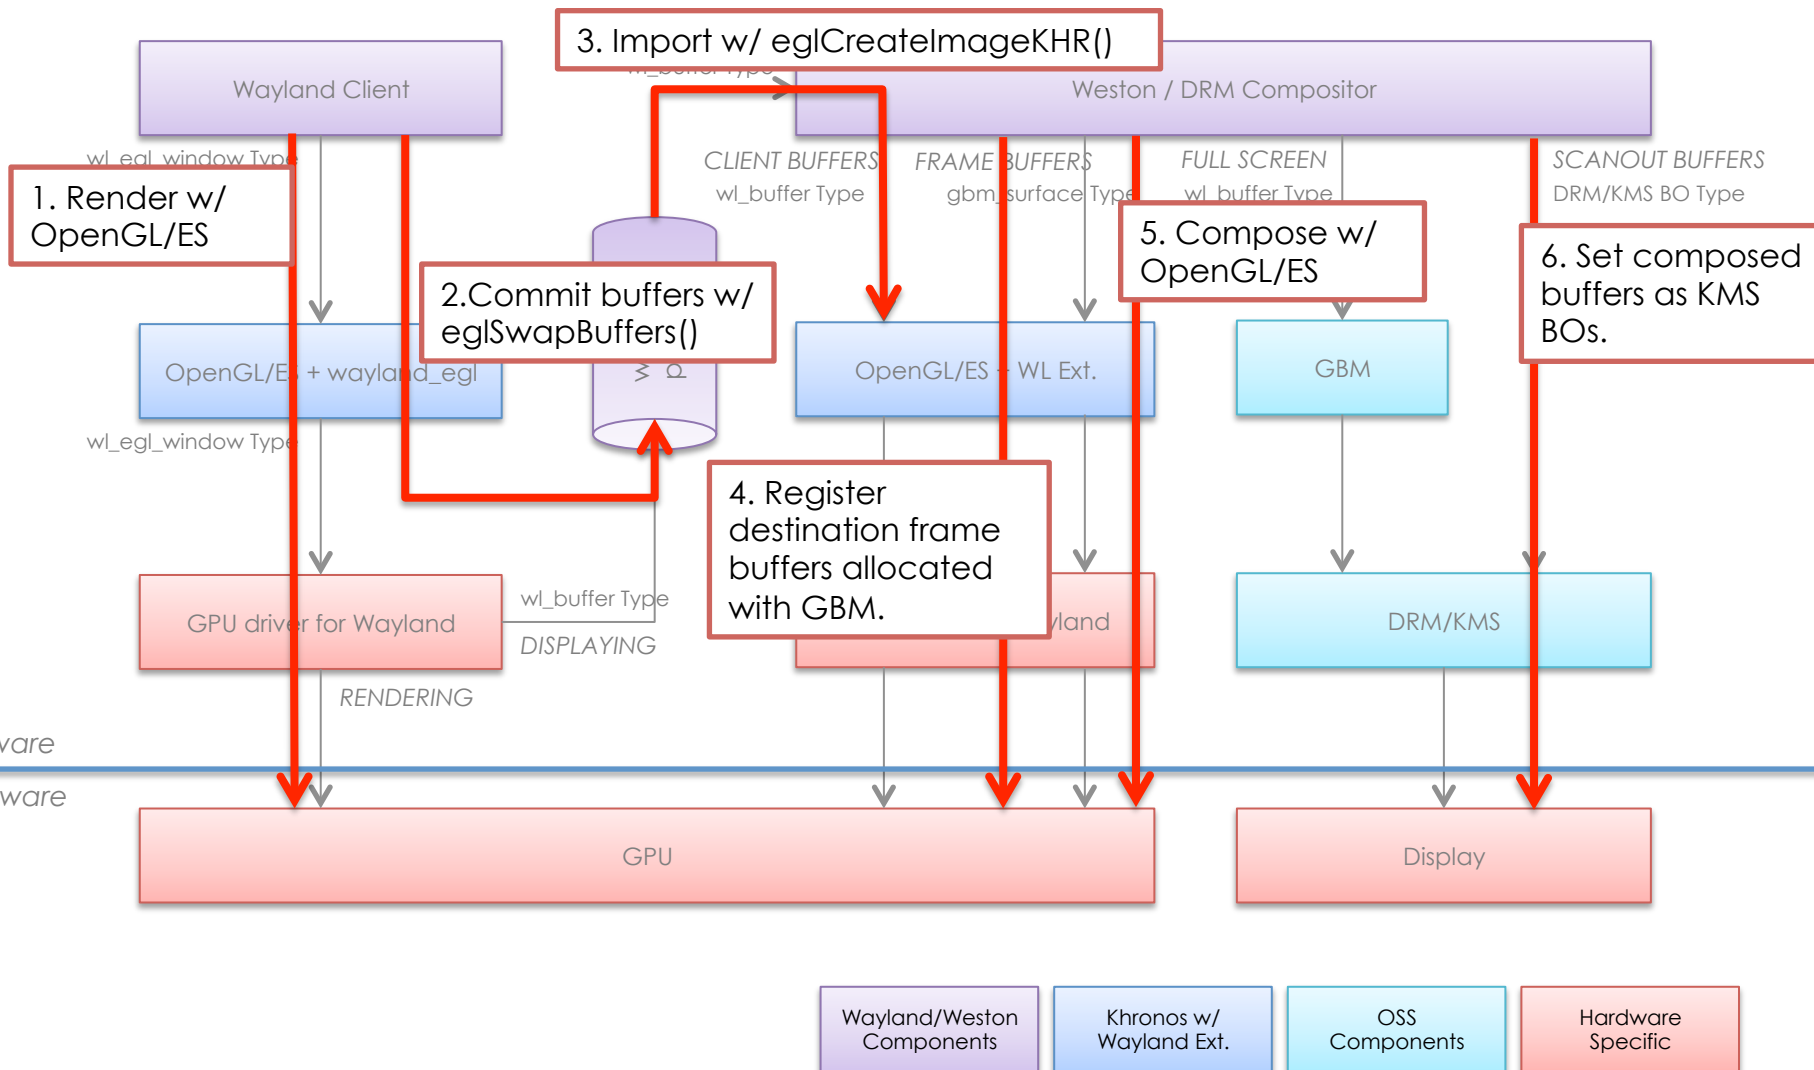 3. Import w/ eglCreateImageKHR()
wl_buffer Type
Wayland Client
Weston / DRM Compositor
wl_egl_window Type
CLIENT BUFFERS
wl_buffer Type
FRAME BUFFERS
gbm_surface Type
FULL SCREEN
wl_buffer Type
SCANOUT BUFFERS
DRM/KMS BO Type
1. Render w/
OpenGL/ES
2.Commit buffers w/
eglSwapBuffers()
5. Compose w/
OpenGL/ES
6. Set composed
buffers as KMS
BOs.
OpenGL/ES + wayland_egl
OpenGL/ES + WL Ext.
GBM
wl_egl_window Type
4. Register
destination frame
buffers allocated
with GBM.
GPU driver for Wayland
wl_buffer Type
DISPLAYING
DRM/KMS
RENDERING
GPU
Display
Wayland/Weston
Components
Khronos w/
Wayland Ext.
OSS
Components
Hardware
Specific